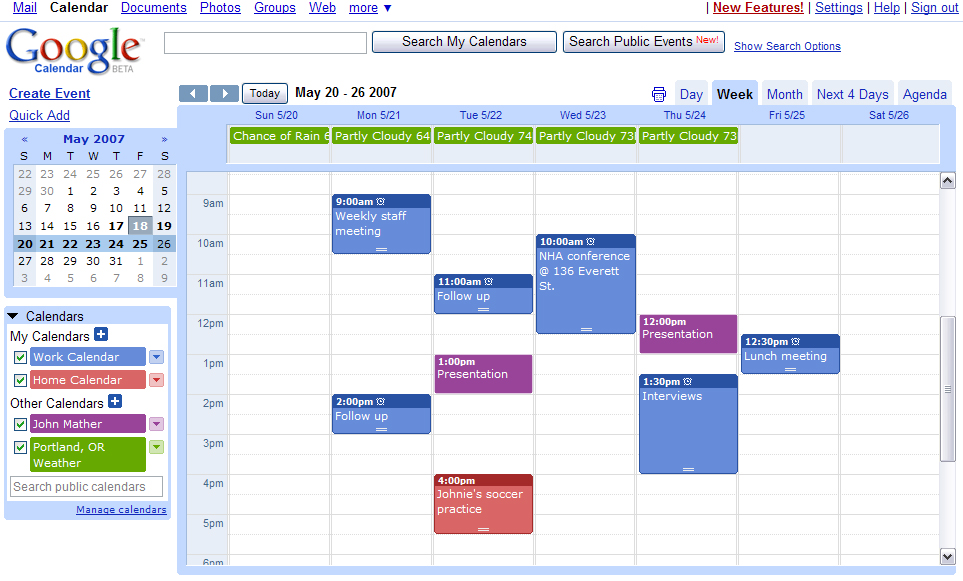 Mail Calendar Documents Photos Groups Web more ▼ | New Features! | Settings | Help | Sign out
Google
Calendar BETA
Search My Calendars Search Public Events New! Show Search Options
Create Event
Quick Add
Today May 20 - 26 2007 Day Week Month Next 4 Days Agenda
« May 2007 »
S M T W T F S
22 23 24 25 26 27 28
29 30 1 2 3 4 5
6 7 8 9 10 11 12
13 14 15 16 17 18 19
20 21 22 23 24 25 26
27 28 29 30 31 1 2
3 4 5 6 7 8 9
▼ Calendars
My Calendars +
Work Calendar
Home Calendar
Other Calendars +
John Mather
Portland, OR
Weather
Search public calendars
Manage calendars
Sun 5/20 Mon 5/21 Tue 5/22 Wed 5/23 Thu 5/24 Fri 5/25 Sat 5/26
Chance of Rain Partly Cloudy 64 Partly Cloudy 74 Partly Cloudy 73 Partly Cloudy 73
9am
10am
11am
12pm
1pm
2pm
3pm
4pm
5pm
6pm
9:00am
Weekly staff
meeting
2:00pm
Follow up
11:00am
Follow up
1:00pm
Presentation
4:00pm
Johnie's soccer
practice
10:00am
NHA conference
@ 136 Everett
St.
12:00pm
Presentation
1:30pm
Interviews
12:30pm
Lunch meeting